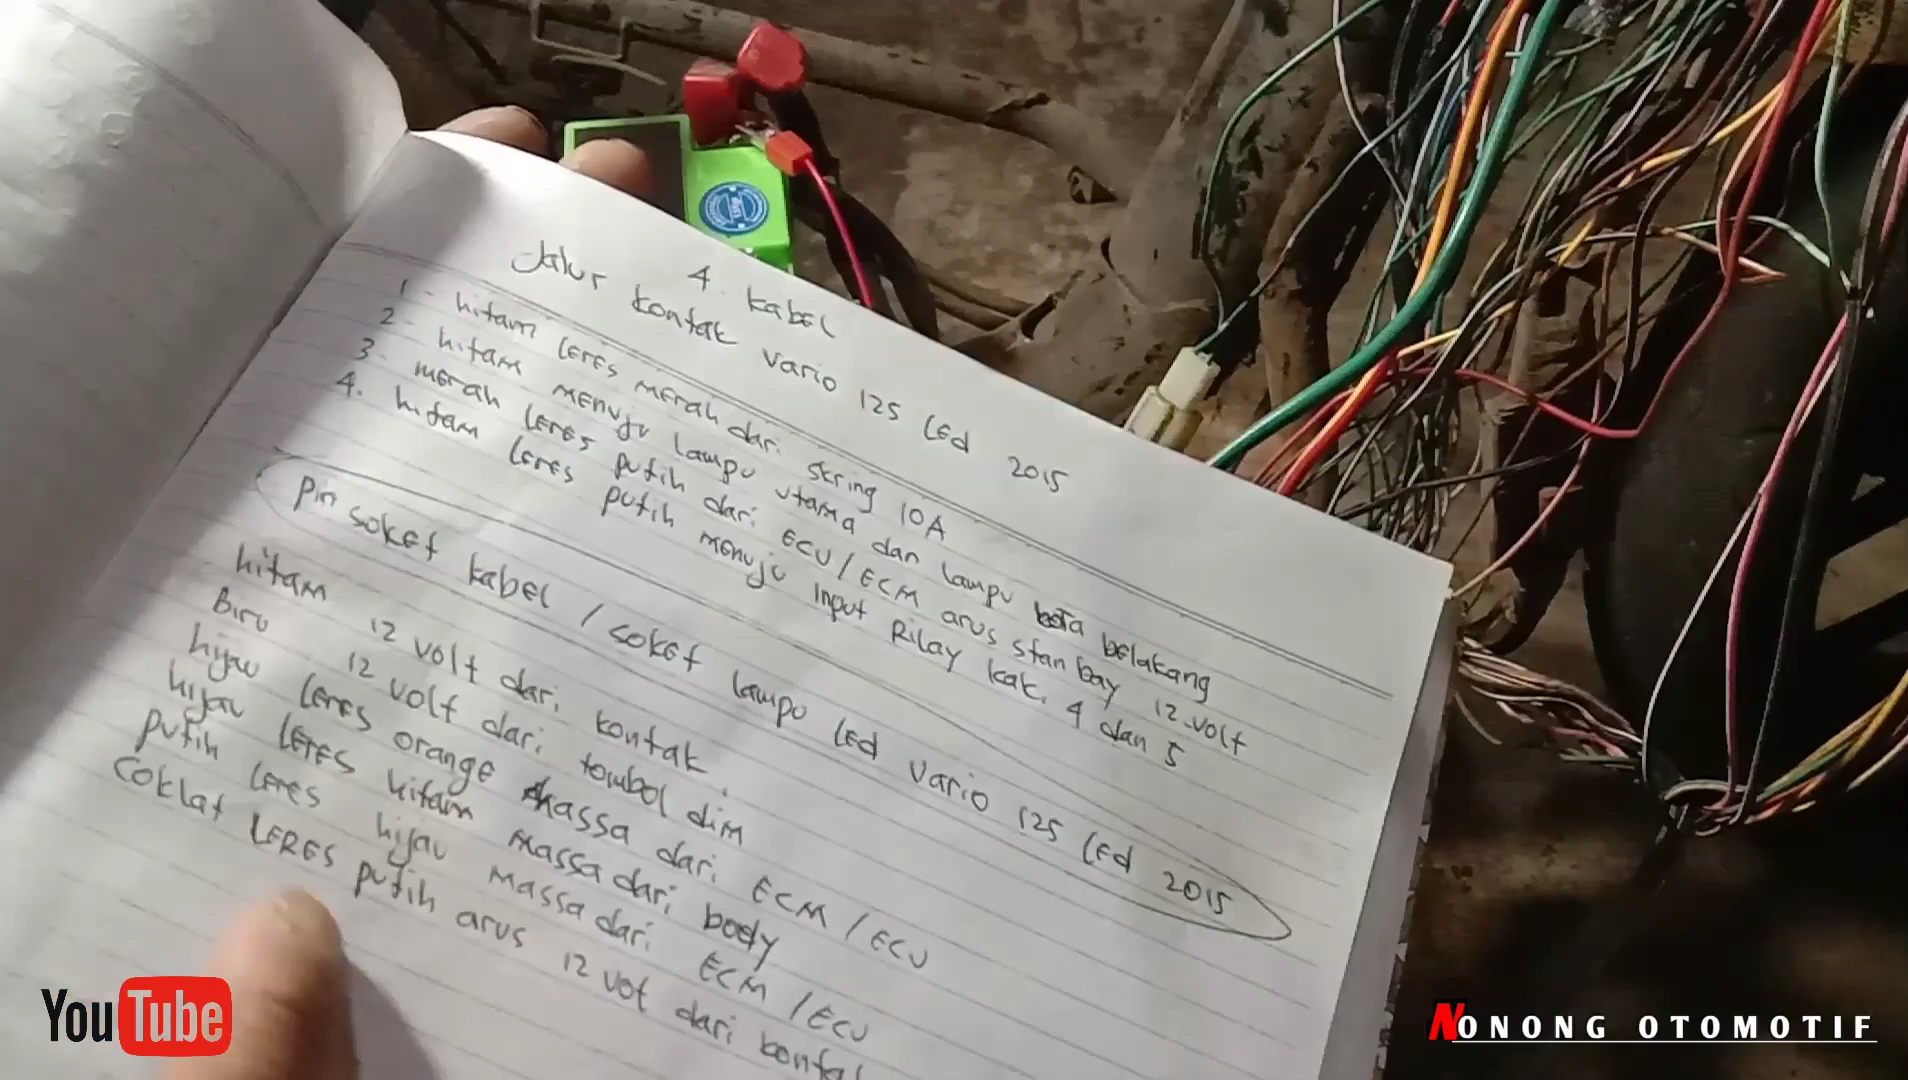 4 kabel
Jalur kontak vario 125 Led 2015
1- hitam Leres merah dari skring 10A
2- hitam menuju Lampu utama dan Lampu bota belakang
3- merah Leres putih dari ECU / ECM arus stan bay 12-volt
4. hitam Leres putih menuju input Rilay kak. 4 dan 5
Pin soket kabel / soket Lampu Led vario 125 Led 2015
hitam 12 volt dari kontak
Biru 12 volt dari tombol dim
hijau Leres orange massa dari ECM / ECU
hijau Leres hitam massa dari body
putih Leres hijau massa dari ECM / ECU
Coklat Leres putih arus 12 vot dari kontak
YouTube
NONONG OTOMOTIF